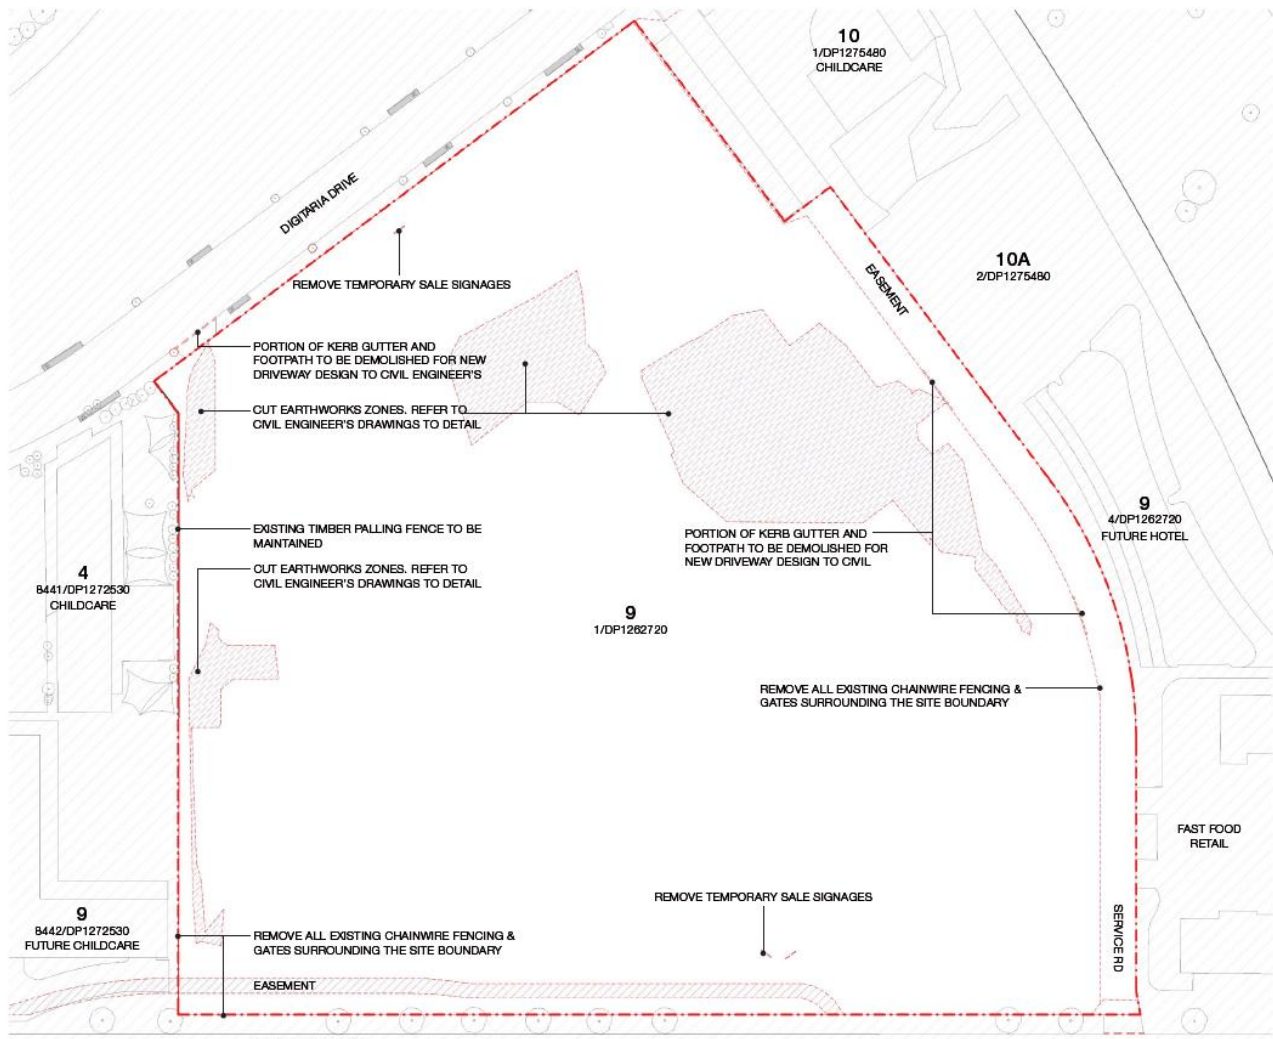 10
1/DP1275480
CHILDCARE
DIGITARIA DRIVE
10A
2/DP1275480
EASEMENT
REMOVE TEMPORARY SALE SIGNAGES
PORTION OF KERB GUTTER AND
FOOTPATH TO BE DEMOLISHED FOR NEW
DRIVEWAY DESIGN TO CIVIL ENGINEER'S
CUT EARTHWORKS ZONES. REFER TO
CIVIL ENGINEER'S DRAWINGS TO DETAIL
EXISTING TIMBER PALLING FENCE TO BE
MAINTAINED
CUT EARTHWORKS ZONES. REFER TO
CIVIL ENGINEER'S DRAWINGS TO DETAIL
PORTION OF KERB GUTTER AND
FOOTPATH TO BE DEMOLISHED FOR
NEW DRIVEWAY DESIGN TO CIVIL
9
4/DP1262720
FUTURE HOTEL
4
8441/DP1272530
CHILDCARE
9
1/DP1262720
REMOVE ALL EXISTING CHAINWIRE FENCING &
GATES SURROUNDING THE SITE BOUNDARY
FAST FOOD
RETAIL
REMOVE TEMPORARY SALE SIGNAGES
9
8442/DP1272530
FUTURE CHILDCARE
REMOVE ALL EXISTING CHAINWIRE FENCING &
GATES SURROUNDING THE SITE BOUNDARY
SERVICE RD
EASEMENT